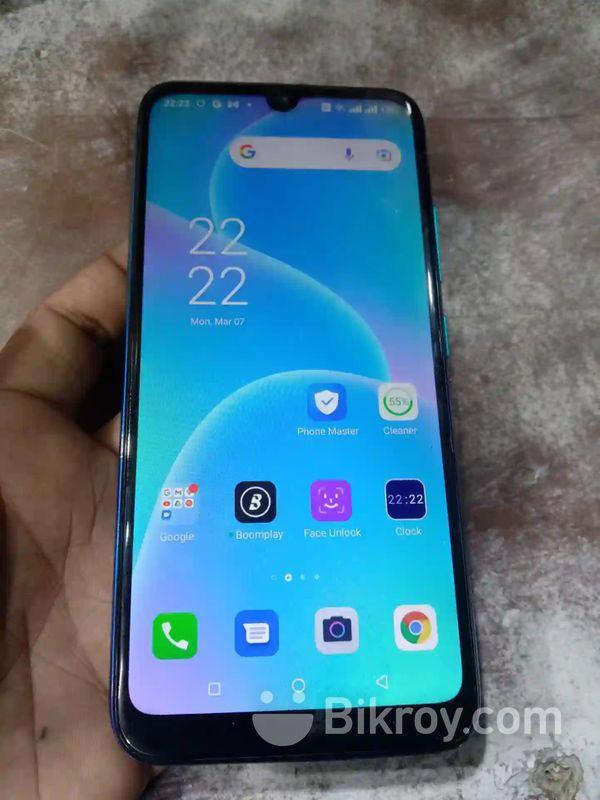 22:22 G M
G
22
22
Mon, Mar 07
55%
Phone Master Cleaner
B 22:22
Google Boomplay Face Unlock Clock
Bikroy.com